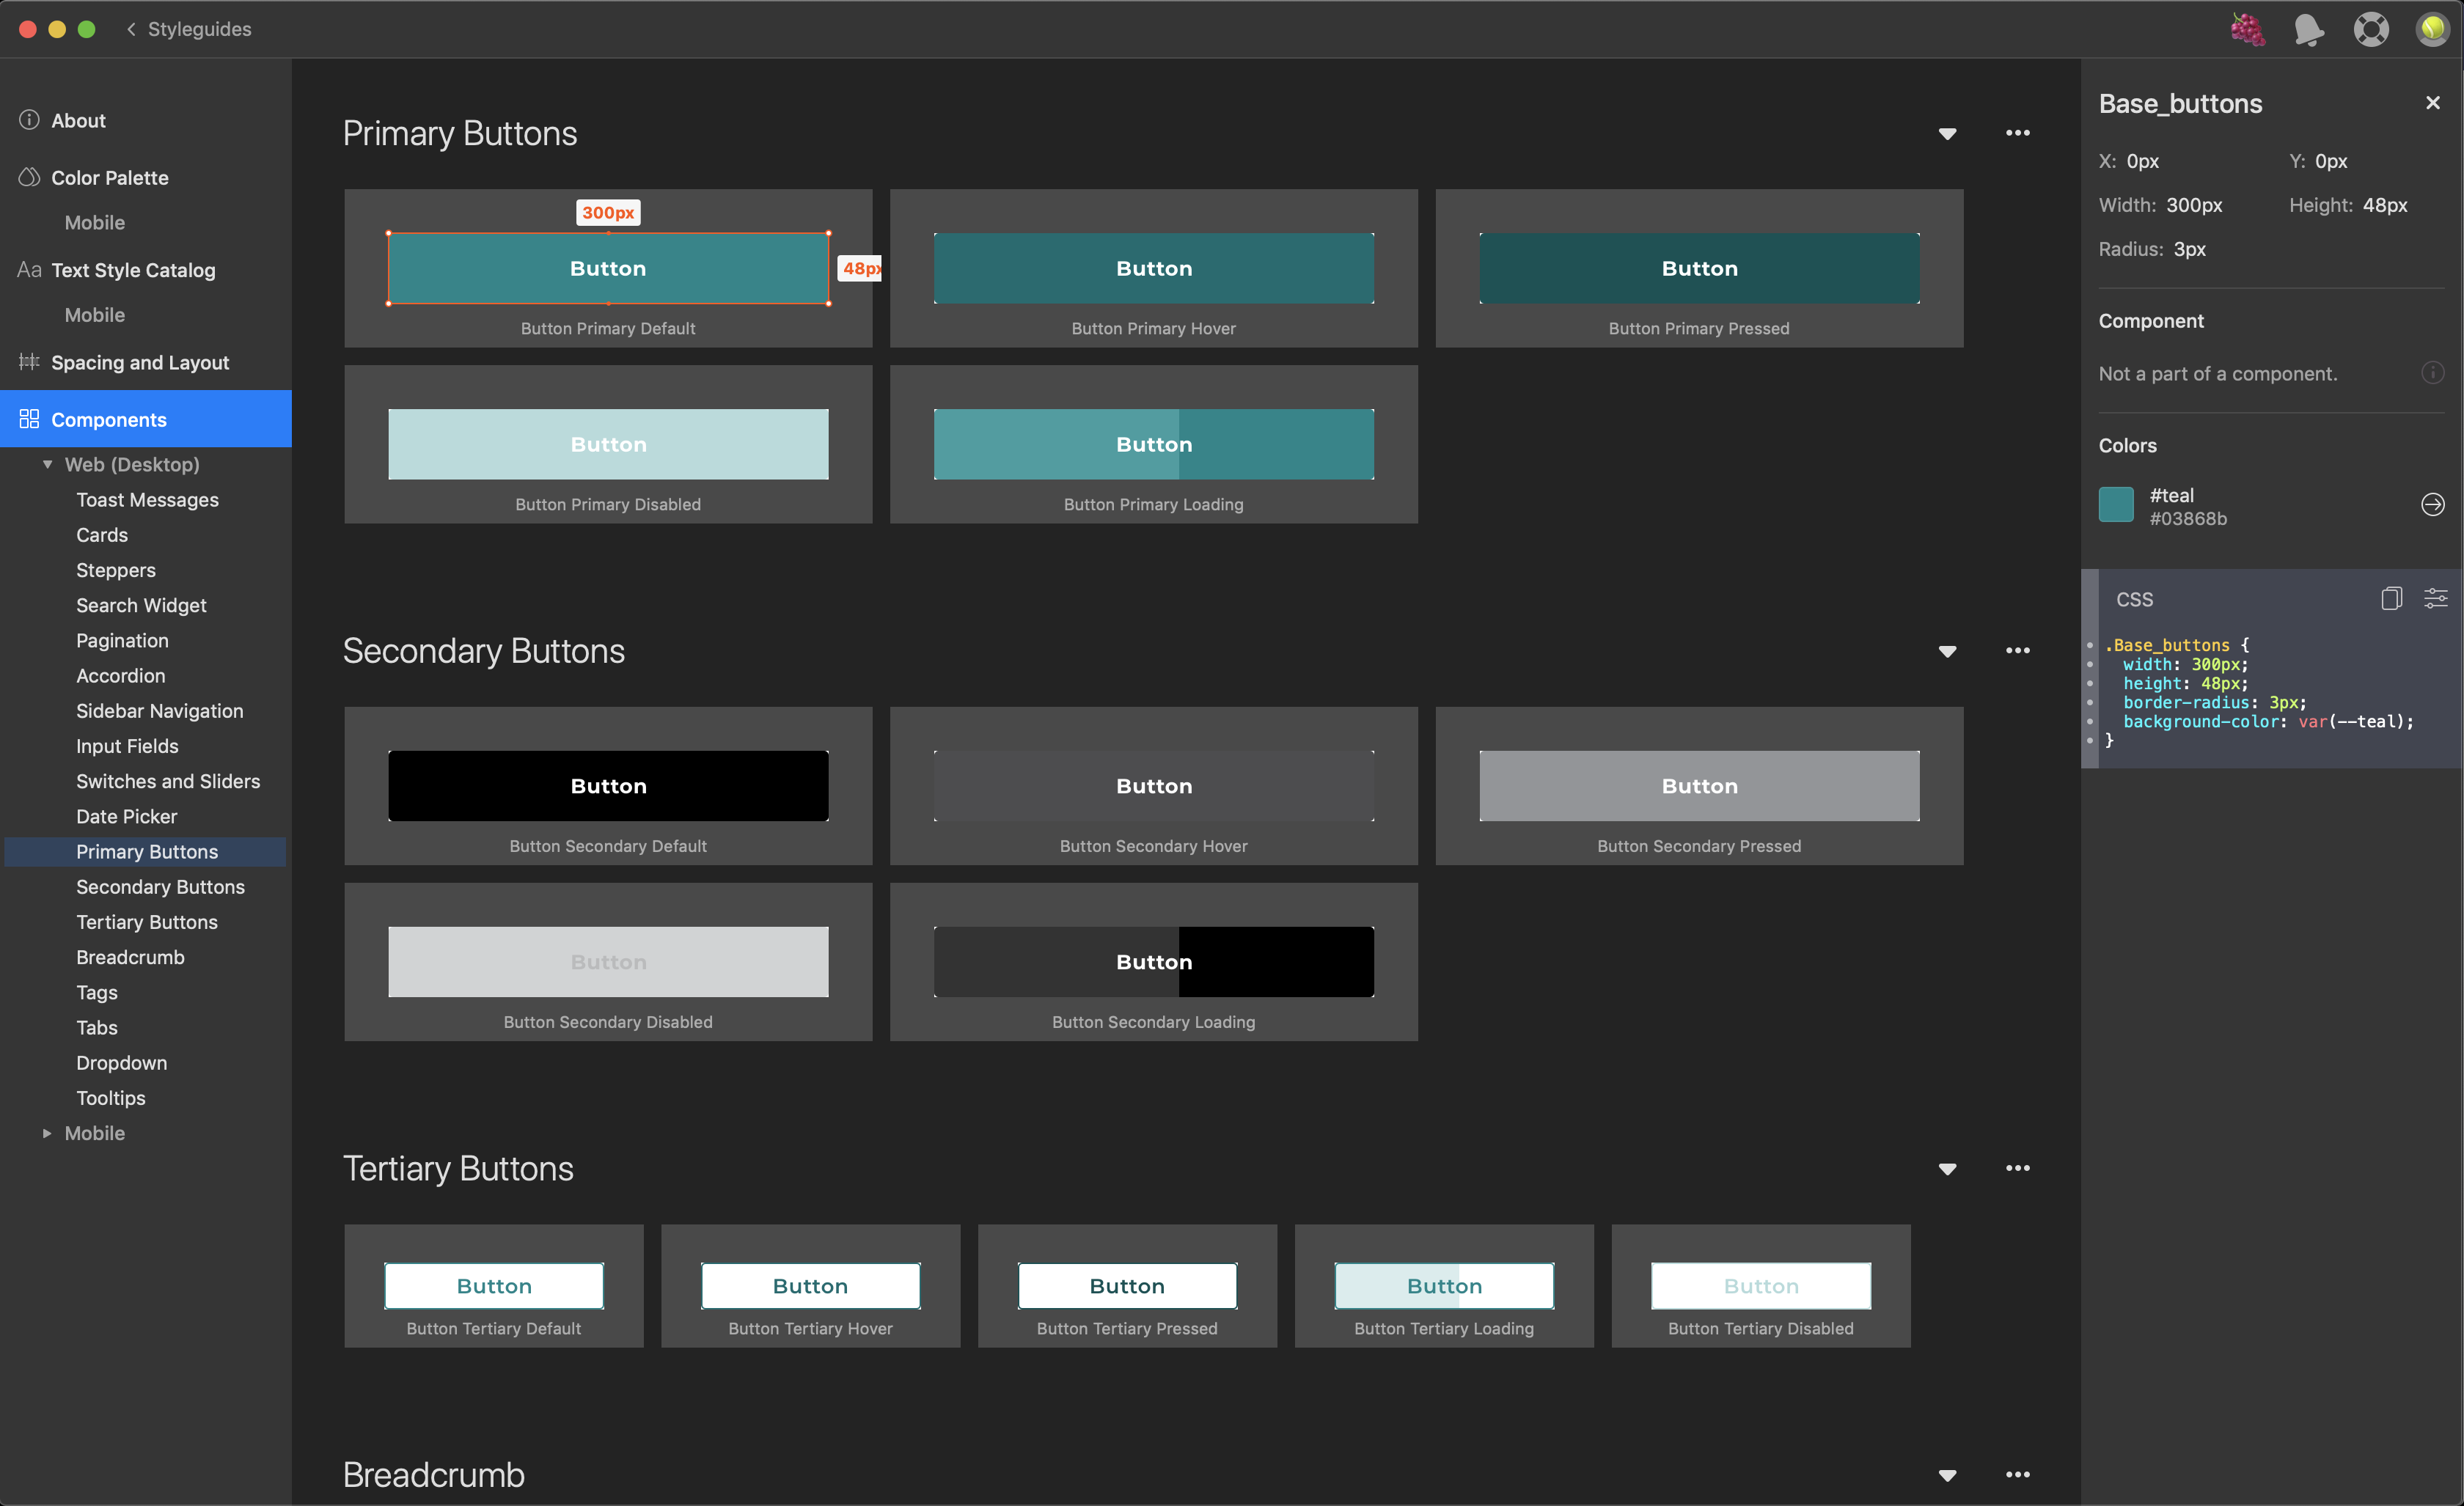 Styleguides
About
Color Palette
Mobile
Aa Text Style Catalog
Mobile
Spacing and Layout
Components
Web (Desktop)
Toast Messages
Cards
Steppers
Search Widget
Pagination
Accordion
Sidebar Navigation
Input Fields
Switches and Sliders
Date Picker
Primary Buttons
Secondary Buttons
Tertiary Buttons
Breadcrumb
Tags
Tabs
Dropdown
Tooltips
Mobile
Primary Buttons
300px
Button
48px
Button Primary Default
Button
Button Primary Hover
Button
Button Primary Pressed
Button
Button Primary Disabled
Button
Button Primary Loading
Secondary Buttons
Button
Button Secondary Default
Button
Button Secondary Hover
Button
Button Secondary Pressed
Button
Button Secondary Disabled
Button
Button Secondary Loading
Tertiary Buttons
Button
Button Tertiary Default
Button
Button Tertiary Hover
Button
Button Tertiary Pressed
Button
Button Tertiary Loading
Button
Button Tertiary Disabled
Breadcrumb
Base_buttons
X: 0px Y: 0px
Width: 300px Height: 48px
Radius: 3px
Component
Not a part of a component.
Colors
#teal
#03868b
CSS
.Base_buttons {
width: 300px;
height: 48px;
border-radius: 3px;
background-color: var(--teal);
}